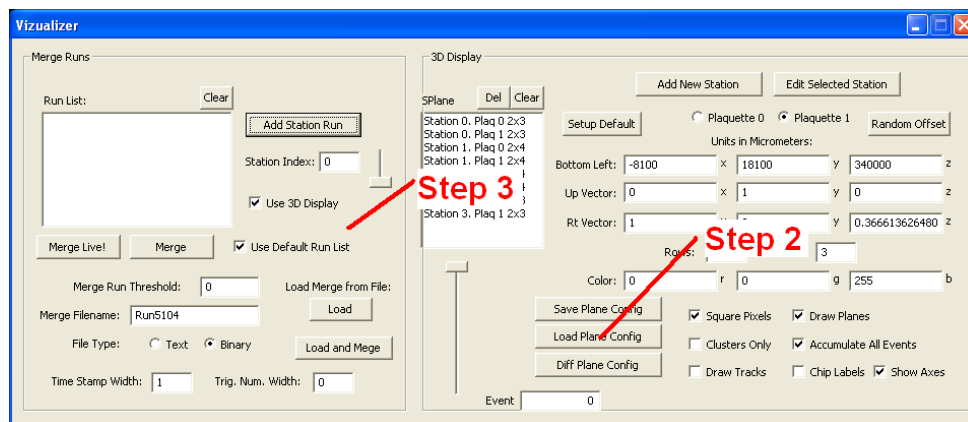 Vizualizer
Merge Runs
Run List:
Clear
Add Station Run
Station Index: 0
Use 3D Display
Merge Live!
Merge
Use Default Run List
Merge Run Threshold: 0
Load Merge from File:
Merge Filename: Run5104
Load
File Type: Text Binary
Load and Mege
Time Stamp Width: 1
Trig. Num. Width: 0
Step 3
3D Display
Add New Station
Edit Selected Station
SPlane
Del
Clear
Station 0. Plaq 0 2x3
Station 0. Plaq 1 2x3
Station 1. Plaq 0 2x4
Station 1. Plaq 1 2x4
Station 3. Plaq 1 2x3
Setup Default
Plaquette 0
Plaquette 1
Random Offset
Units in Micrometers:
Bottom Left: -8100 x 18100 y 340000 z
Up Vector: 0 x 1 y 0 z
Rt Vector: 1 y 0.366613626480 z
Step 2
Rows: 3
Color: 0 r 0 g 255 b
Save Plane Config
Load Plane Config
Diff Plane Config
Square Pixels
Draw Planes
Clusters Only
Accumulate All Events
Draw Tracks
Chip Labels
Show Axes
Event 0